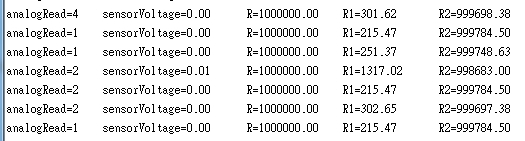 analogRead=4 sensorVoltage=0.00 R=1000000.00 R1=301.62 R2=999698.38
analogRead=1 sensorVoltage=0.00 R=1000000.00 R1=215.47 R2=999784.50
analogRead=1 sensorVoltage=0.00 R=1000000.00 R1=251.37 R2=999748.63
analogRead=2 sensorVoltage=0.01 R=1000000.00 R1=1317.02 R2=998683.00
analogRead=2 sensorVoltage=0.00 R=1000000.00 R1=215.47 R2=999784.50
analogRead=2 sensorVoltage=0.00 R=1000000.00 R1=302.65 R2=999697.38
analogRead=1 sensorVoltage=0.00 R=1000000.00 R1=215.47 R2=999784.50